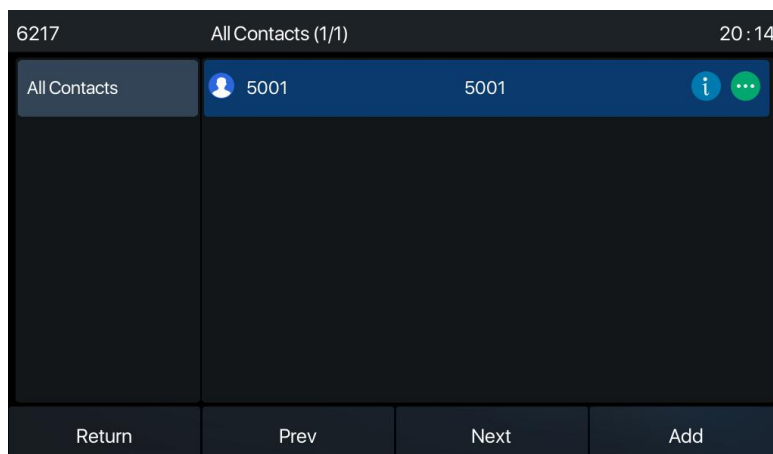 6217 All Contacts (1/1) 20:14
All Contacts 5001 5001 i
Return Prev Next Add